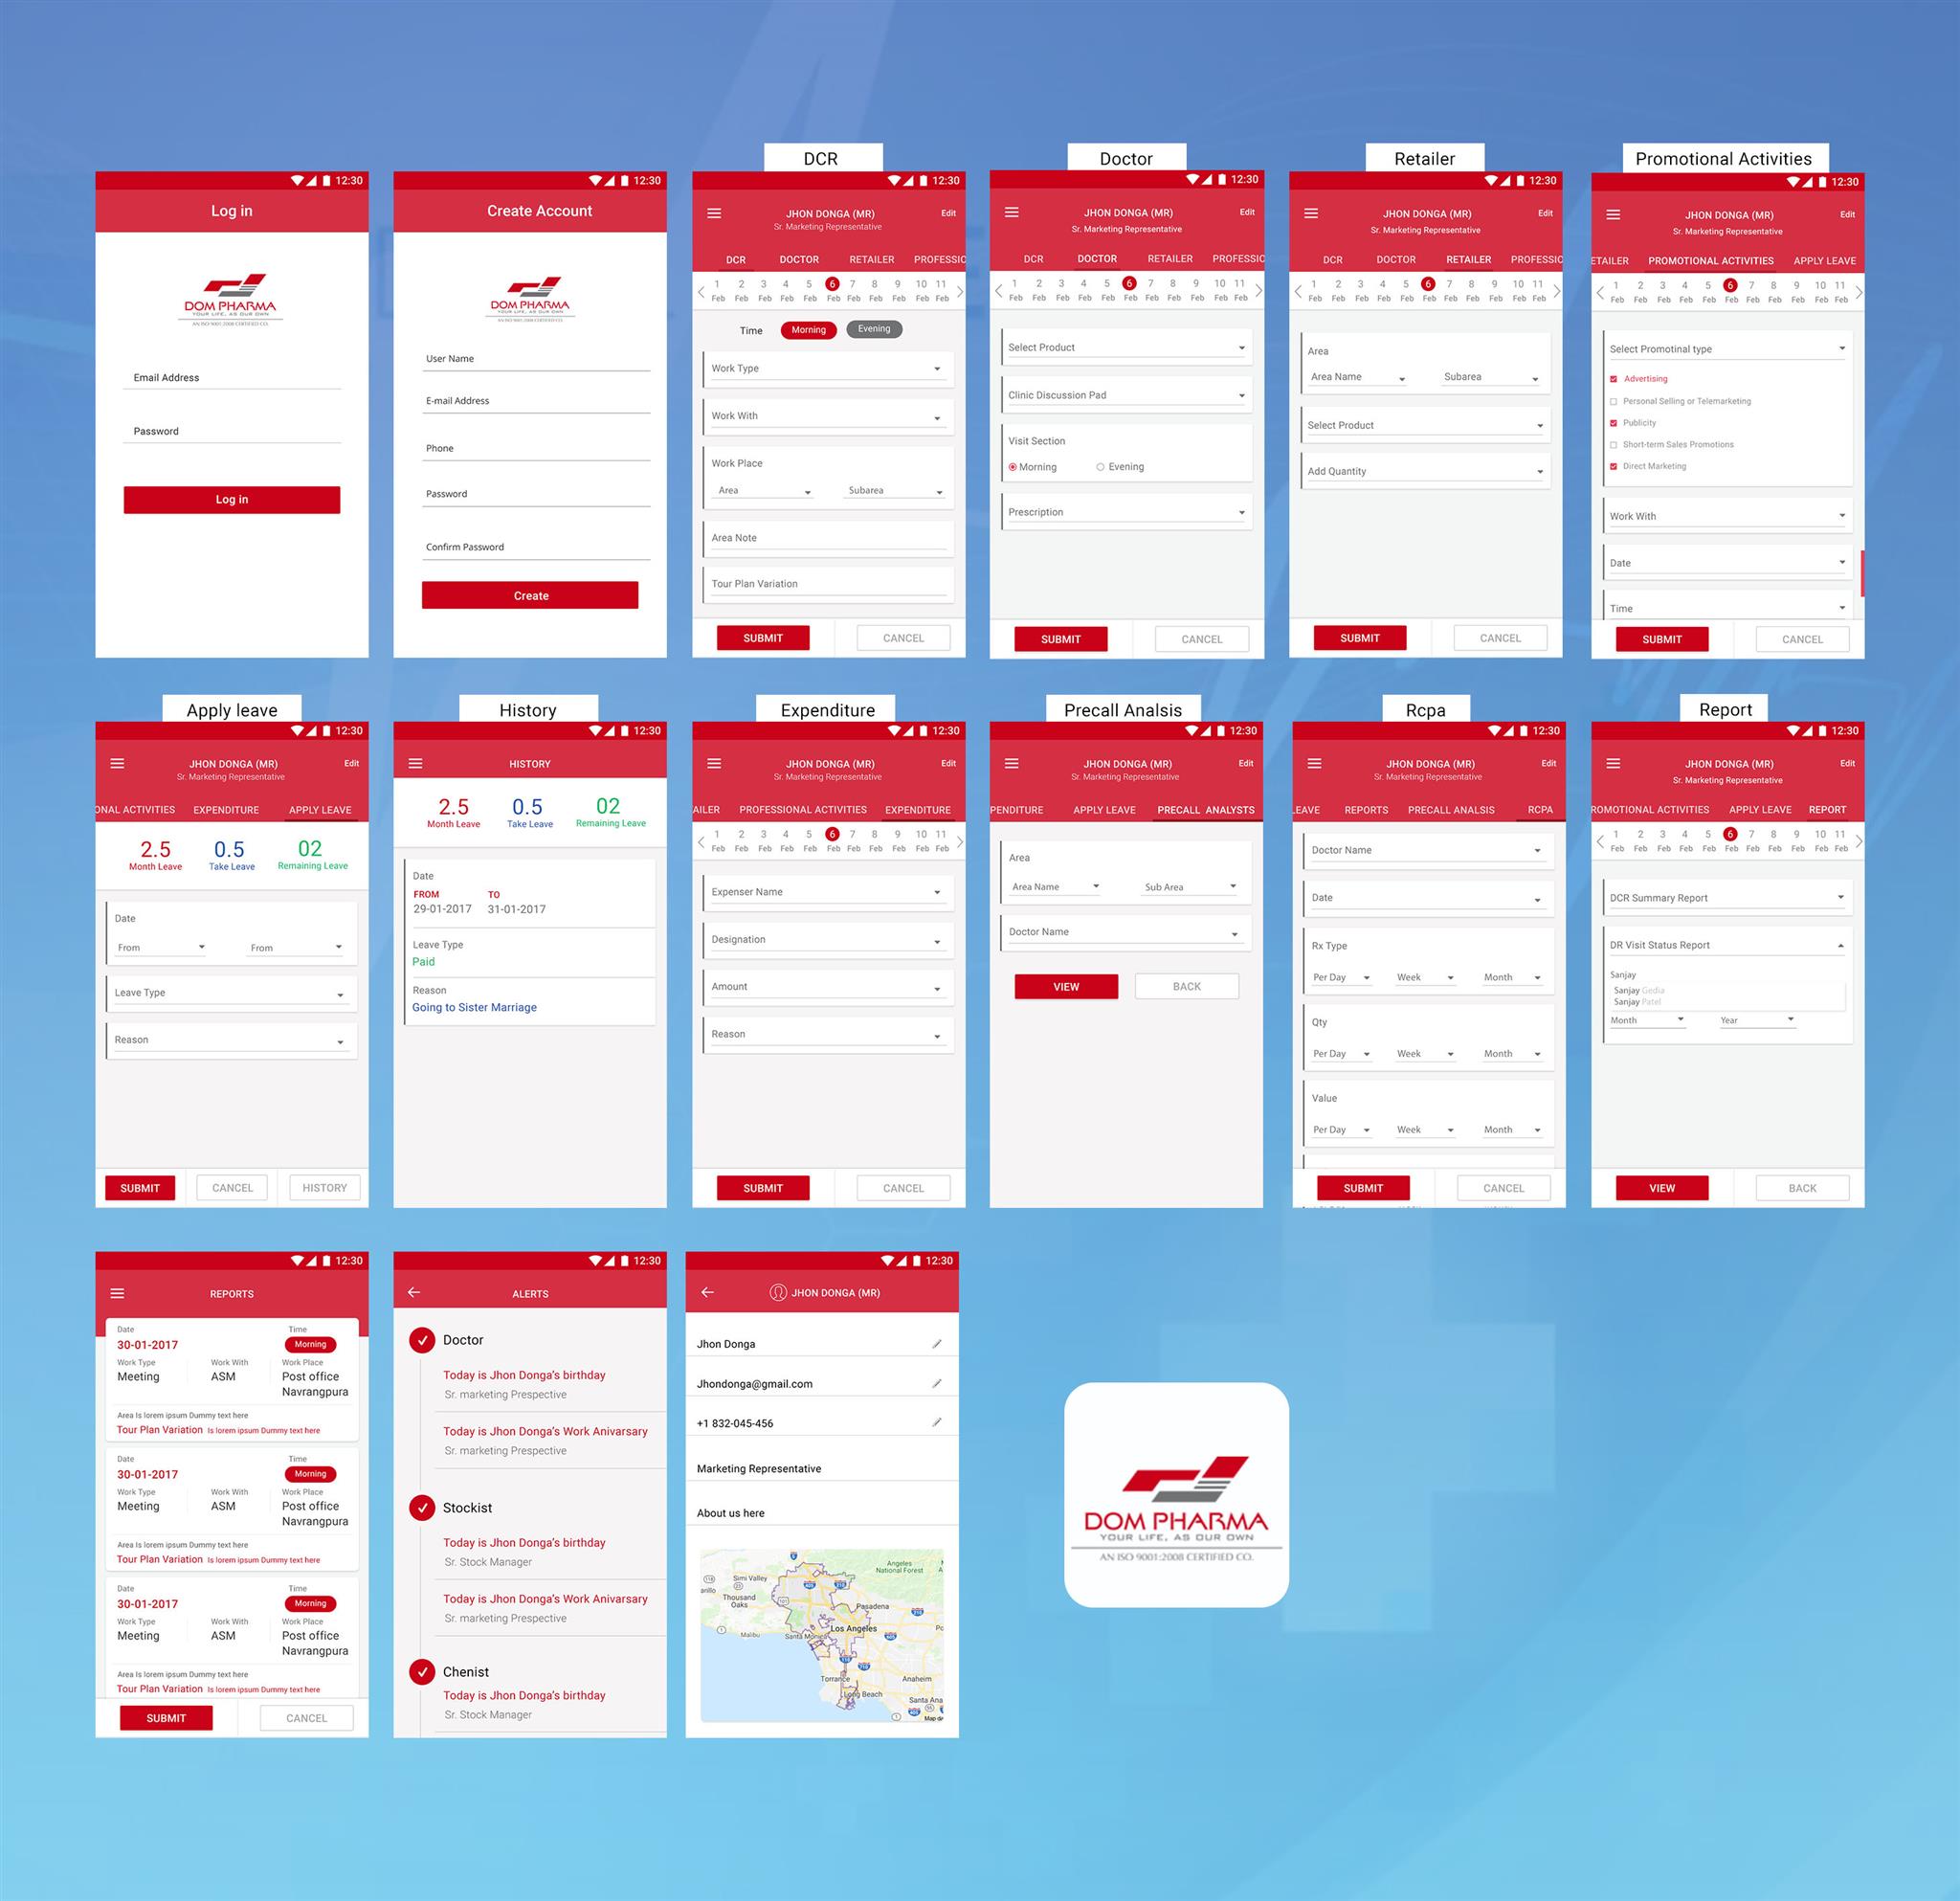 12:30
Log in
DOM PHARMA
YOUR LIFE, AS OUR OWN
AN ISO 9001:2008 CERTIFIED CO.
Email Address
Password
Log in
12:30
Create Account
DOM PHARMA
YOUR LIFE, AS OUR OWN
AN ISO 9001:2008 CERTIFIED CO.
User Name
E-mail Address
Phone
Password
Confirm Password
Create
DCR
12:30
JHON DONGA (MR) Edit
Sr. Marketing Representative
DCR DOCTOR RETAILER PROFESSIO
1 2 3 4 5 6 7 8 9 10 11
Feb Feb Feb Feb Feb Feb Feb Feb Feb Feb Feb
Time Morning Evening
Work Type
Work With
Work Place
Area Subarea
Area Note
Tour Plan Variation
SUBMIT CANCEL
Doctor
12:30
JHON DONGA (MR) Edit
Sr. Marketing Representative
DCR DOCTOR RETAILER PROFESSIO
1 2 3 4 5 6 7 8 9 10 11
Feb Feb Feb Feb Feb Feb Feb Feb Feb Feb Feb
Select Product
Clinic Discussion Pad
Visit Section
Morning Evening
Prescription
SUBMIT CANCEL
Retailer
12:30
JHON DONGA (MR) Edit
Sr. Marketing Representative
DCR DOCTOR RETAILER PROFESSIO
1 2 3 4 5 6 7 8 9 10 11
Feb Feb Feb Feb Feb Feb Feb Feb Feb Feb Feb
Area
Area Name Subarea
Select Product
Add Quantity
SUBMIT CANCEL
Promotional Activities
12:30
JHON DONGA (MR) Edit
Sr. Marketing Representative
ETAILER PROMOTIONAL ACTIVITIES APPLY LEAVE
1 2 3 4 5 6 7 8 9 10 11
Feb Feb Feb Feb Feb Feb Feb Feb Feb Feb Feb
Select Promotinal type
Advertising
Personal Selling or Telemarketing
Publicity
Short-term Sales Promotions
Direct Marketing
Work With
Date
Time
SUBMIT CANCEL
Apply leave
12:30
JHON DONGA (MR) Edit
Sr. Marketing Representative
ONAL ACTIVITIES EXPENDITURE APPLY LEAVE
2.5 0.5 02
Month Leave Take Leave Remaining Leave
Date
From From
Leave Type
Reason
SUBMIT CANCEL HISTORY
History
12:30
HISTORY
2.5 0.5 02
Month Leave Take Leave Remaining Leave
Date
FROM TO
29-01-2017 31-01-2017
Leave Type
Paid
Reason
Going to Sister Marriage
Expenditure
12:30
JHON DONGA (MR) Edit
Sr. Marketing Representative
AILER PROFESSIONAL ACTIVITIES EXPENDITURE
1 2 3 4 5 6 7 8 9 10 11
Feb Feb Feb Feb Feb Feb Feb Feb Feb Feb Feb
Expenser Name
Designation
Amount
Reason
SUBMIT CANCEL
Precall Analsis
12:30
JHON DONGA (MR) Edit
Sr. Marketing Representative
PENDITURE APPLY LEAVE PRECALL ANALYSTS
Area
Area Name Sub Area
Doctor Name
VIEW BACK
Rcpa
12:30
JHON DONGA (MR) Edit
Sr. Marketing Representative
LEAVE REPORTS PRECALL ANALSIS RCPA
Doctor Name
Date
Rx Type
Per Day Week Month
Qty
Per Day Week Month
Value
Per Day Week Month
SUBMIT CANCEL
Report
12:30
JHON DONGA (MR) Edit
Sr. Marketing Representative
ROMOTIONAL ACTIVITIES APPLY LEAVE REPORT
1 2 3 4 5 6 7 8 9 10 11
Feb Feb Feb Feb Feb Feb Feb Feb Feb Feb Feb
DCR Summary Report
DR Visit Status Report
Sanjay
Sanjay Gedia
Sanjay Patel
Month Year
VIEW BACK
12:30
REPORTS
Date Time
30-01-2017 Morning
Work Type Work With Work Place
Meeting ASM Post office
Navrangpura
Area Is lorem ipsum Dummy text here
Tour Plan Variation Is lorem ipsum Dummy text here
Date Time
30-01-2017 Morning
Work Type Work With Work Place
Meeting ASM Post office
Navrangpura
Area Is lorem ipsum Dummy text here
Tour Plan Variation Is lorem ipsum Dummy text here
Date Time
30-01-2017 Morning
Work Type Work With Work Place
Meeting ASM Post office
Navrangpura
Area Is lorem ipsum Dummy text here
Tour Plan Variation Is lorem ipsum Dummy text here
SUBMIT CANCEL
12:30
ALERTS
Doctor
Today is Jhon Donga's birthday
Sr. marketing Prespective
Today is Jhon Donga's Work Anivarsary
Sr. marketing Prespective
Stockist
Today is Jhon Donga's birthday
Sr. Stock Manager
Today is Jhon Donga's Work Anivarsary
Sr. marketing Prespective
Chenist
Today is Jhon Donga's birthday
Sr. Stock Manager
12:30
JHON DONGA (MR)
Jhon Donga
Jhondonga@gmail.com
+1 832-045-456
Marketing Representative
About us here
Angeles
National Forest
Simi Valley
arillo
Thousand
Oaks
Pasadena
Los Angeles
Santa Monica
Malibu
Torrance
Anaheim
Long Beach
Santa Ana
Map de
DOM PHARMA
YOUR LIFE, AS OUR OWN
AN ISO 9001:2008 CERTIFIED CO.